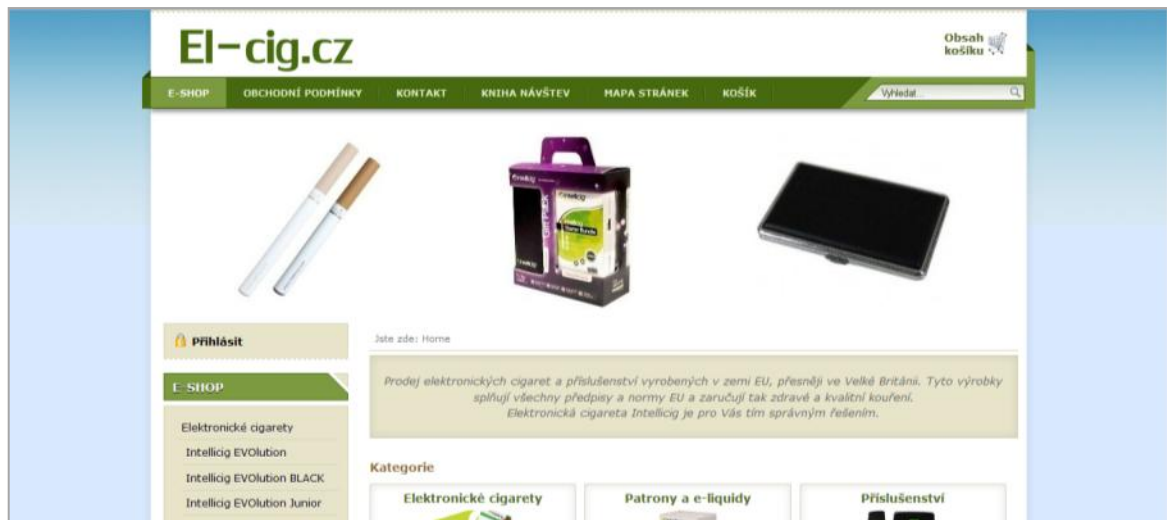 El-cig.cz
Obsah
košíku
E-SHOP OBCHODNÍ PODMÍNKY KONTAKT KNIHA NÁVŠTEV MAPA STRÁNEK KOŠÍK Vyhledat...
Přihlásit
Jste zde: Home
E-SHOP
Prodej elektronických cigaret a příslušenství vyrobených v zemi EU, přesněji ve Velké Británii. Tyto výrobky
splňují všechny předpisy a normy EU a zaručují tak zdravé a kvalitní kouření.
Elektronická cigareta Intellicig je pro Vás tím správným řešením.
Elektronické cigarety
Intellicig EVOlution
Intellicig EVOlution BLACK
Intellicig EVOlution Junior
Kategorie
Elektronické cigarety Patrony a e-liquidy Příslušenství